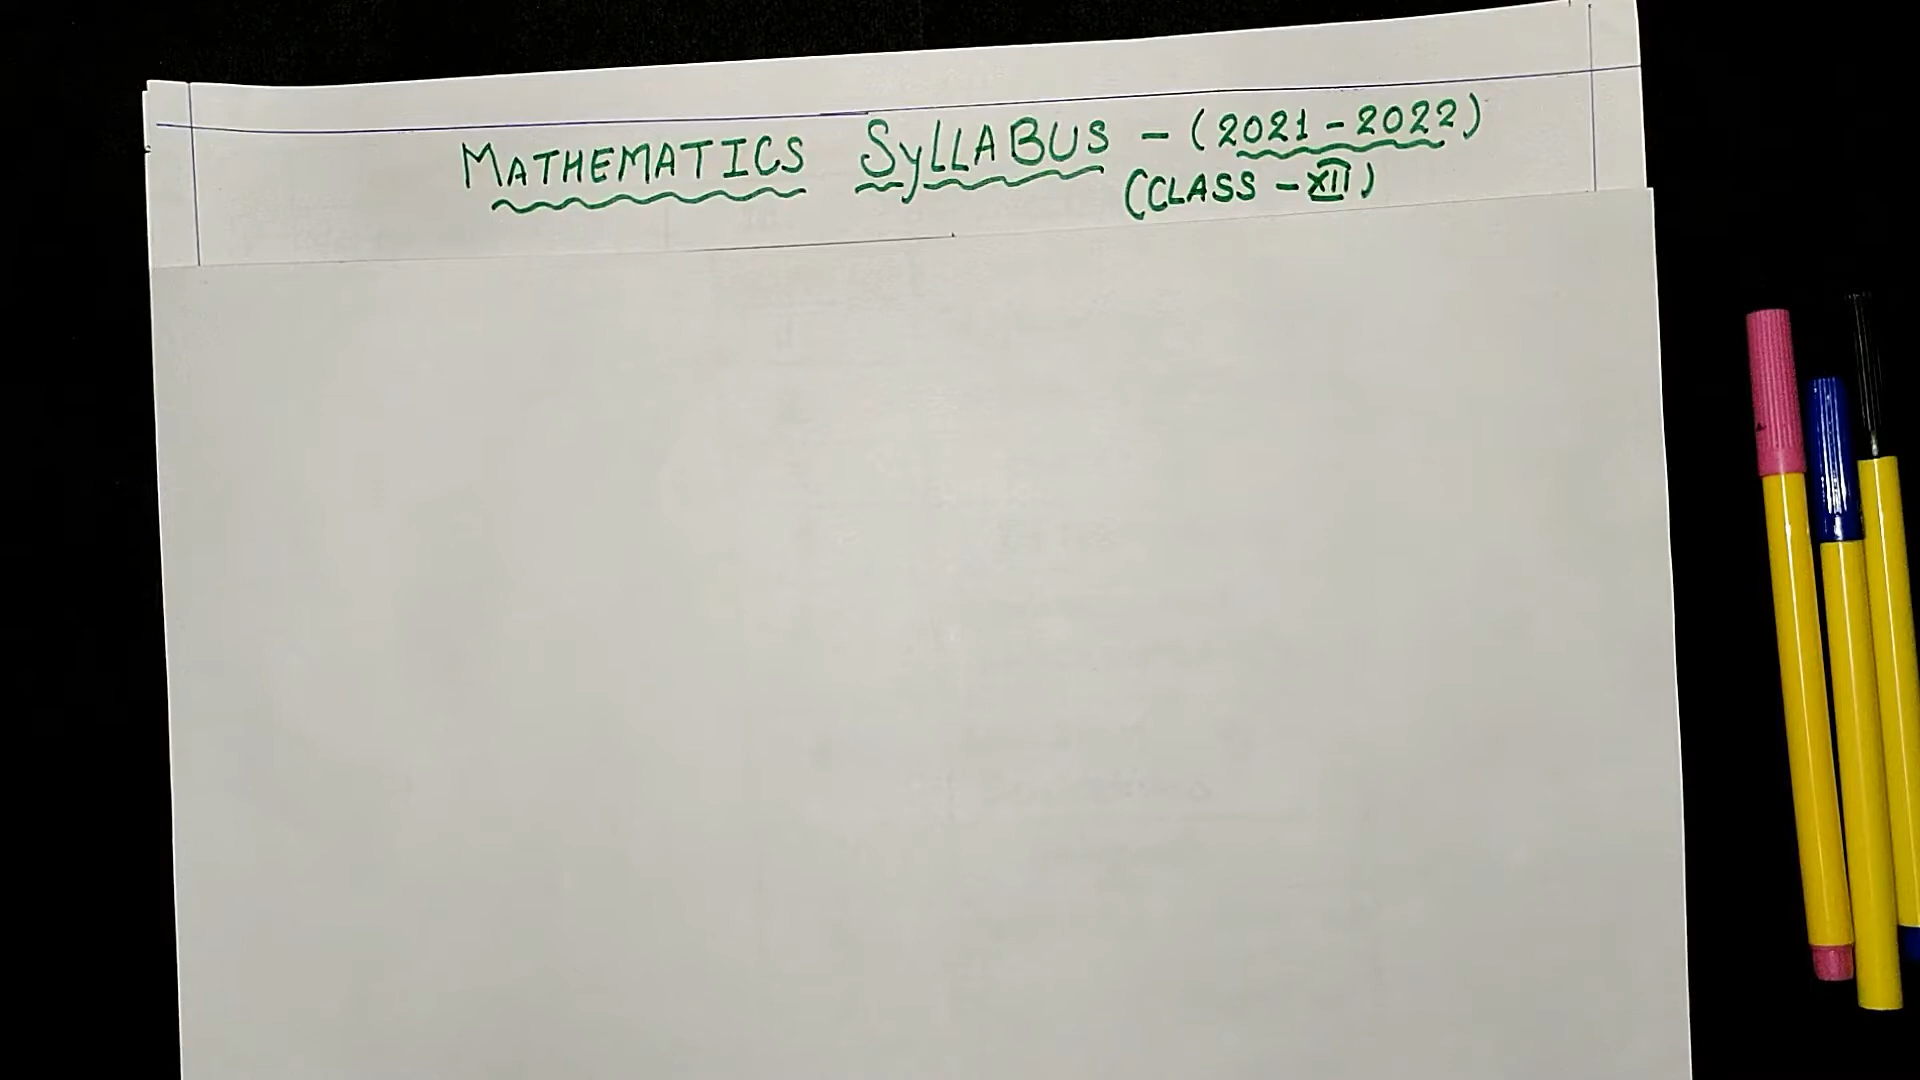 MATHEMATICS SyLLABUS - (2021-2022)
(CLASS - XII)